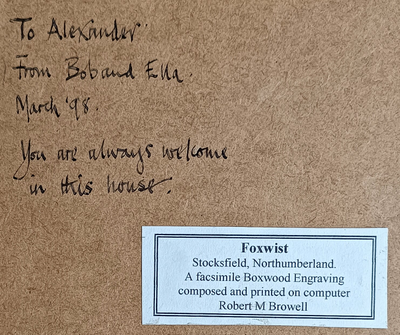 To Alexander.
From Bob and Ella.
March '98.
You are always welcome
in this house.
Foxwist
Stocksfield, Northumberland.
A facsimile Boxwood Engraving
composed and printed on computer
Robert M Browell